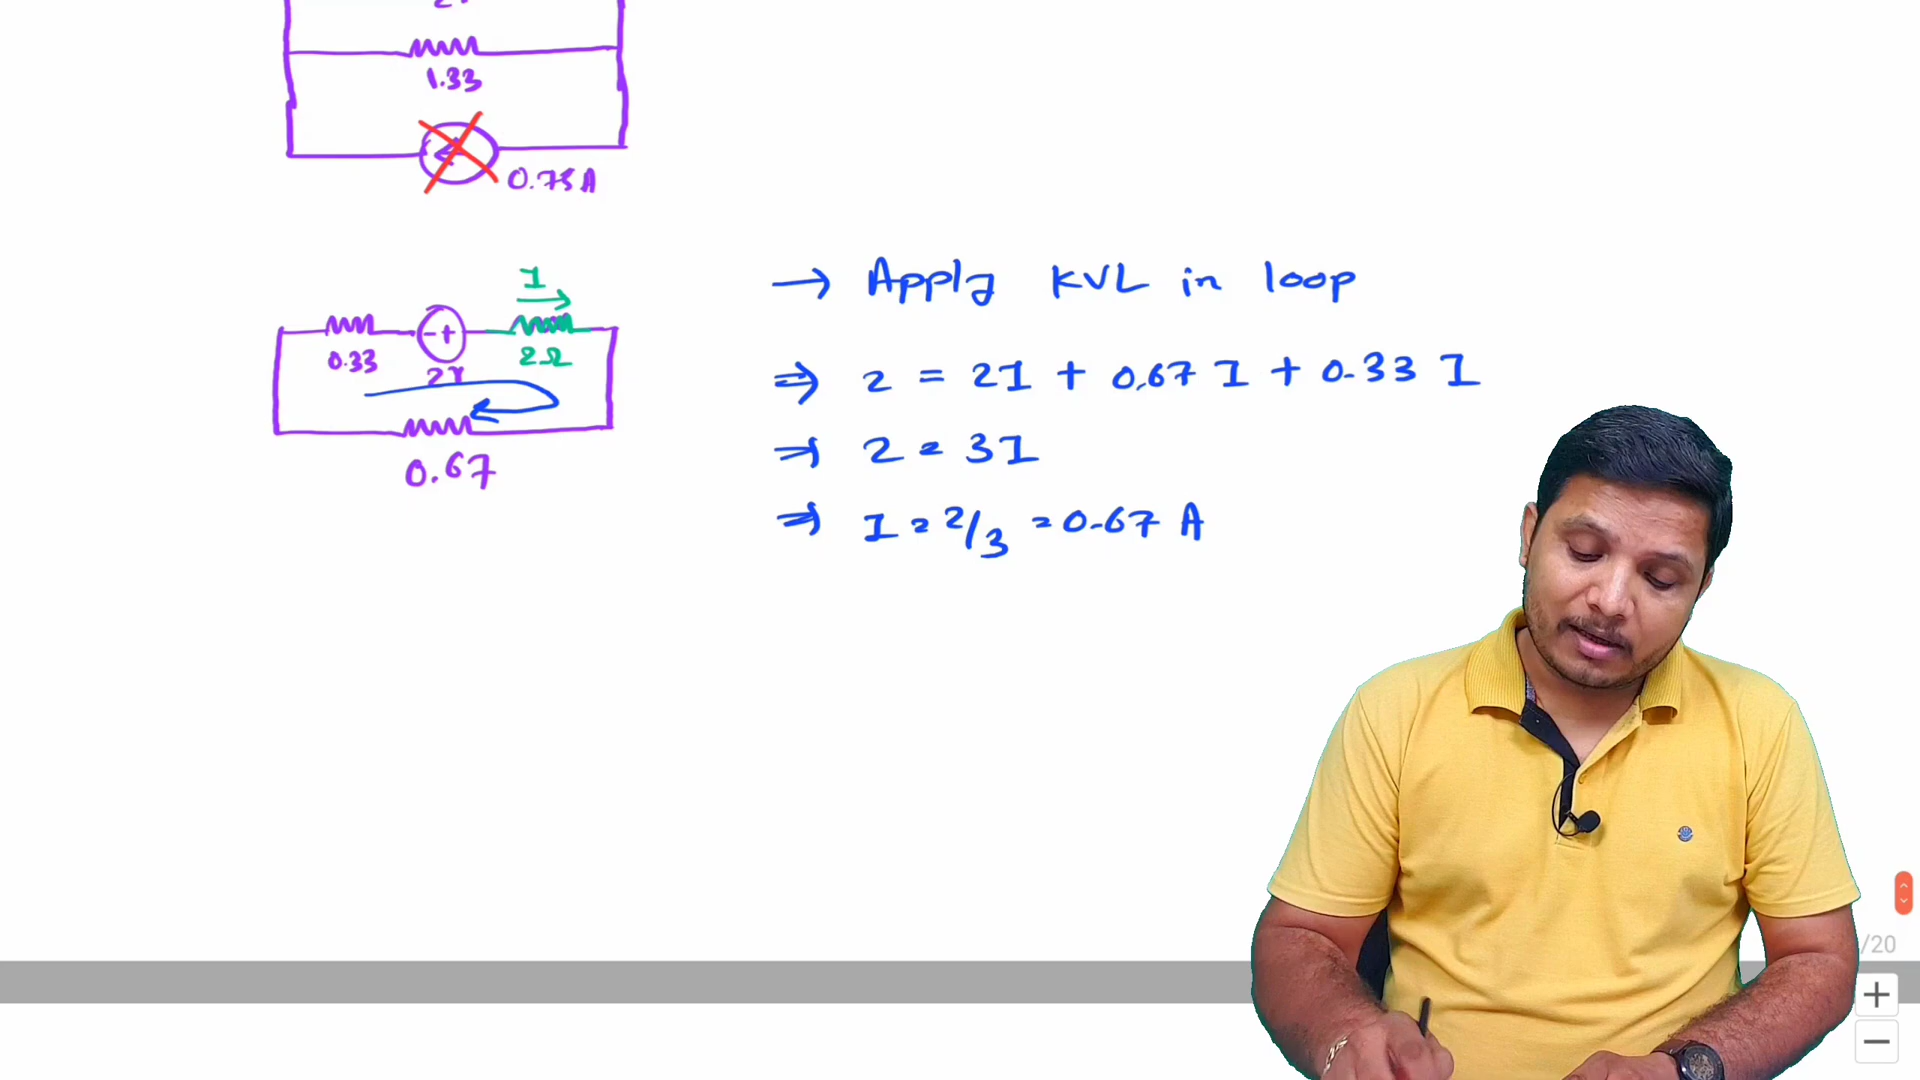 1.33
0.75 A
I
-+
0.33
2V
2Ω
0.67
→ Apply KVL in loop
⇒ 2 = 2I + 0.67 I + 0.33 I
⇒ 2 = 3I
⇒ I = 2/3 = 0.67 A
/20
+
−